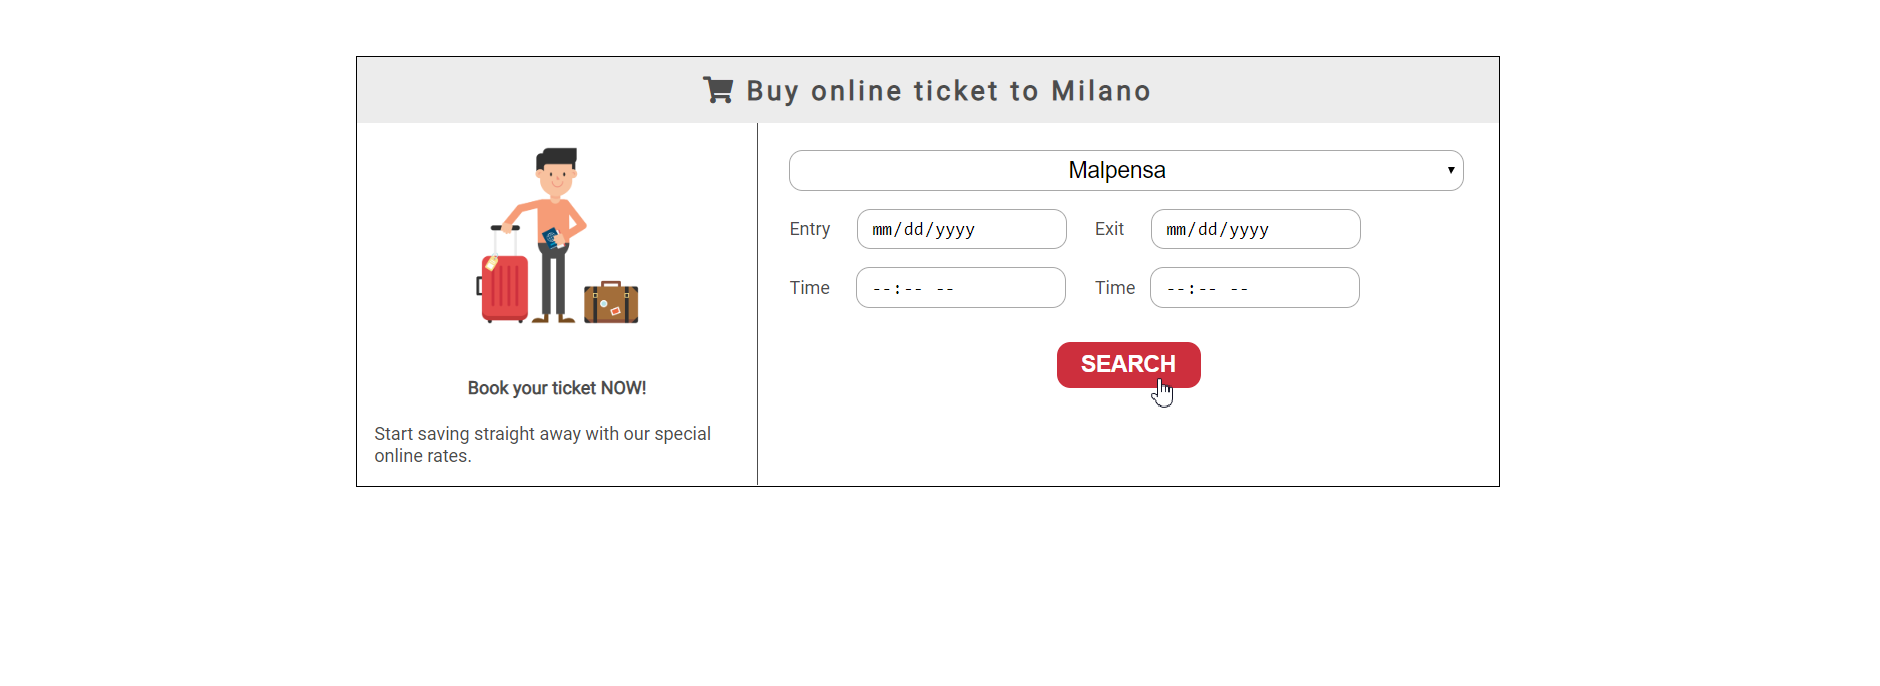 Buy online ticket to Milano
Malpensa
Entry mm/dd/yyyy Exit mm/dd/yyyy
Time --:-- -- Time --:-- --
SEARCH
Book your ticket NOW!
Start saving straight away with our special
online rates.